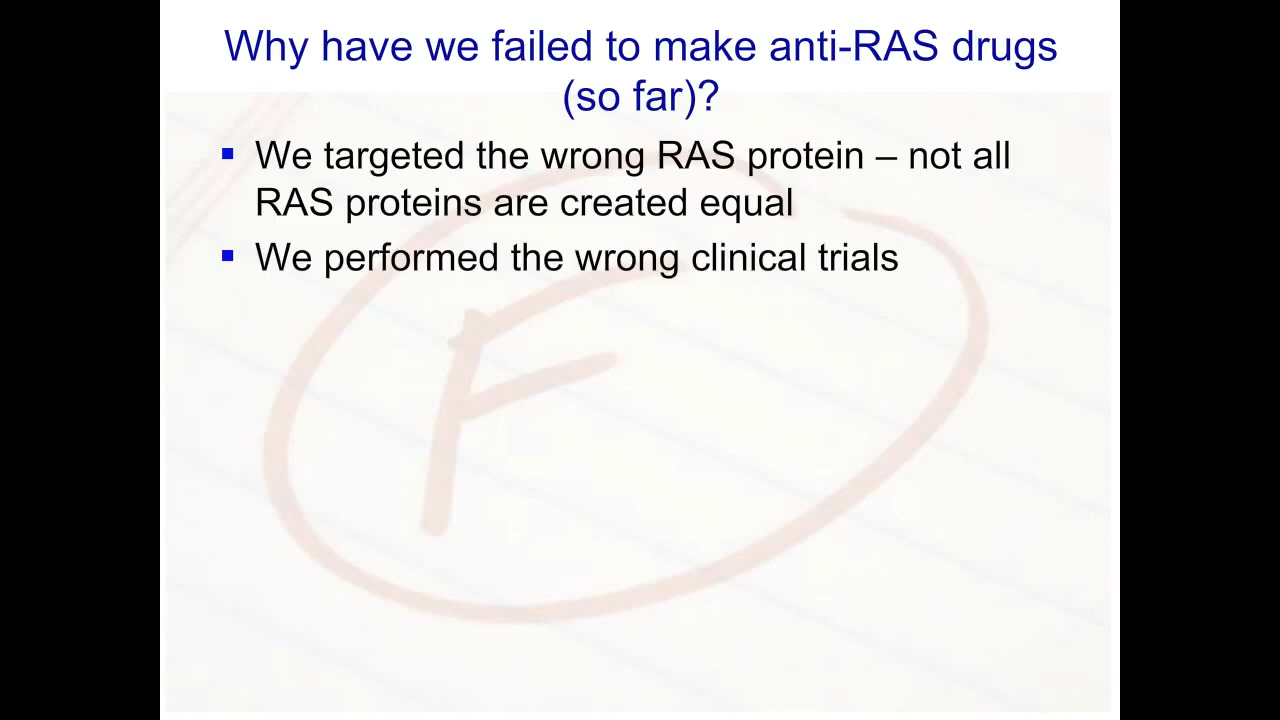 Why have we failed to make anti-RAS drugs
(so far)?
▪ We targeted the wrong RAS protein – not all
RAS proteins are created equal
▪ We performed the wrong clinical trials
F